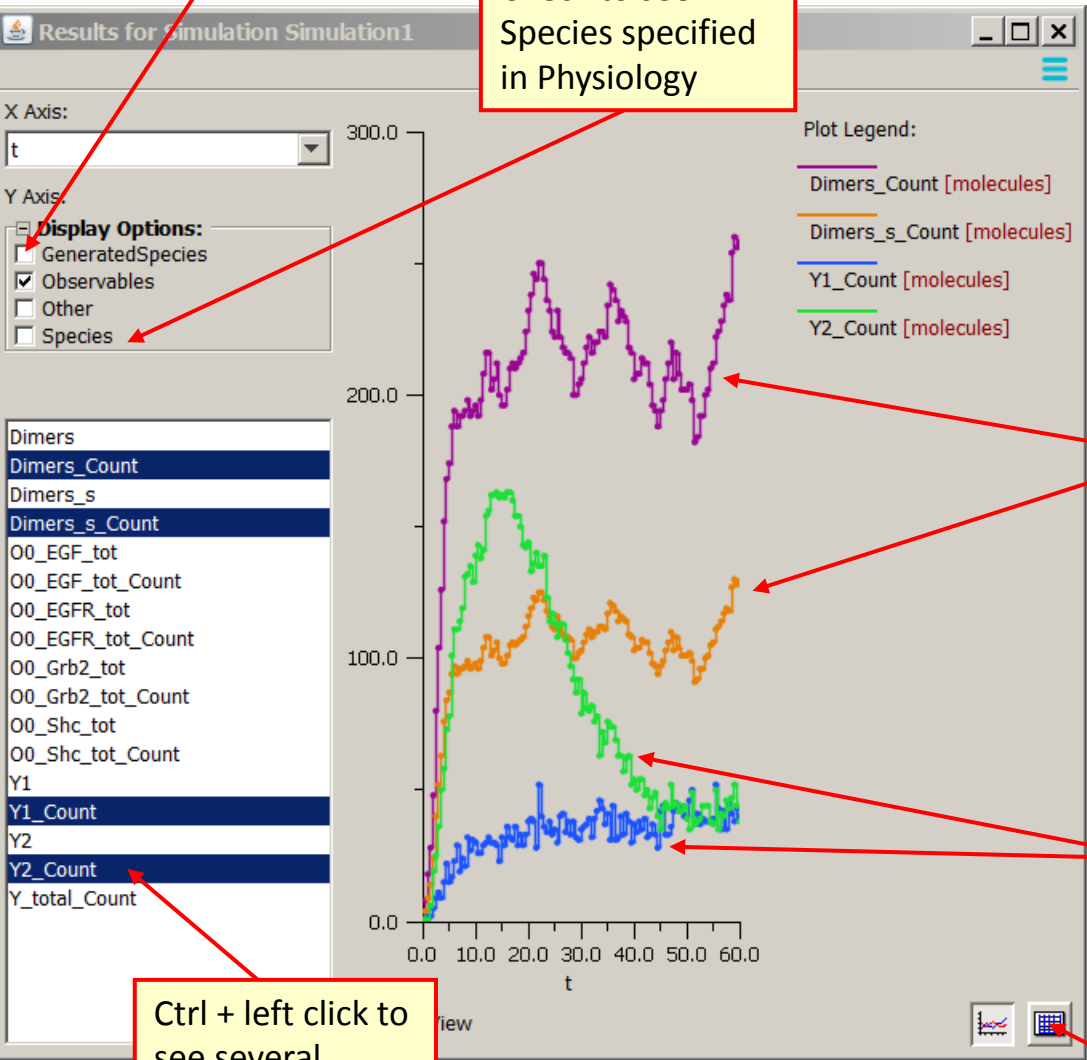 Results for Simulation Simulation1
Species specified
in Physiology
X Axis:
t
Y Axis:
Display Options:
GeneratedSpecies
Observables
Other
Species
Dimers
Dimers_Count
Dimers_s
Dimers_s_Count
O0_EGF_tot
O0_EGF_tot_Count
O0_EGFR_tot
O0_EGFR_tot_Count
O0_Grb2_tot
O0_Grb2_tot_Count
O0_Shc_tot
O0_Shc_tot_Count
Y1
Y1_Count
Y2
Y2_Count
Y_total_Count
300.0
200.0
100.0
0.0
0.0 10.0 20.0 30.0 40.0 50.0 60.0
t
Plot Legend:
Dimers_Count [molecules]
Dimers_s_Count [molecules]
Y1_Count [molecules]
Y2_Count [molecules]
Ctrl + left click to
see several
View